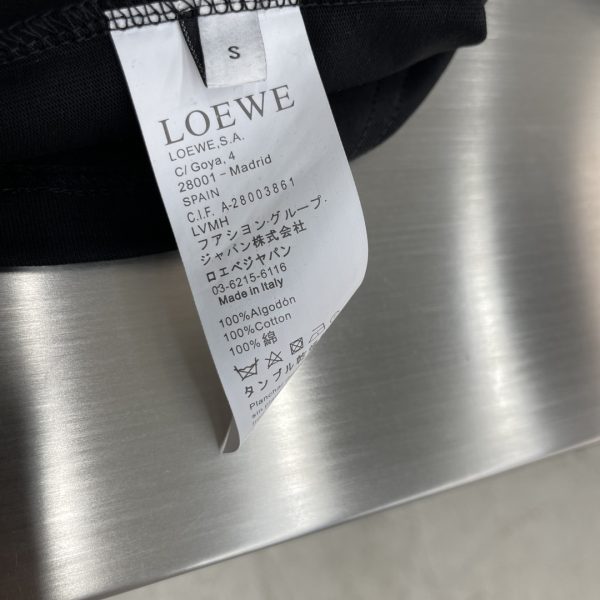 S
LOEWE
LOEWE,S.A.
C/ Goya, 4
28001 - Madrid
SPAIN
C.I.F. A-28003861
LVMH
ファション·グループ.
ジャパン株式会社
ロエベジャパン
03-6215-6116
Made in Italy
100%Algodón
100%Cotton
100%綿
タンブル乾
Planchar
sin